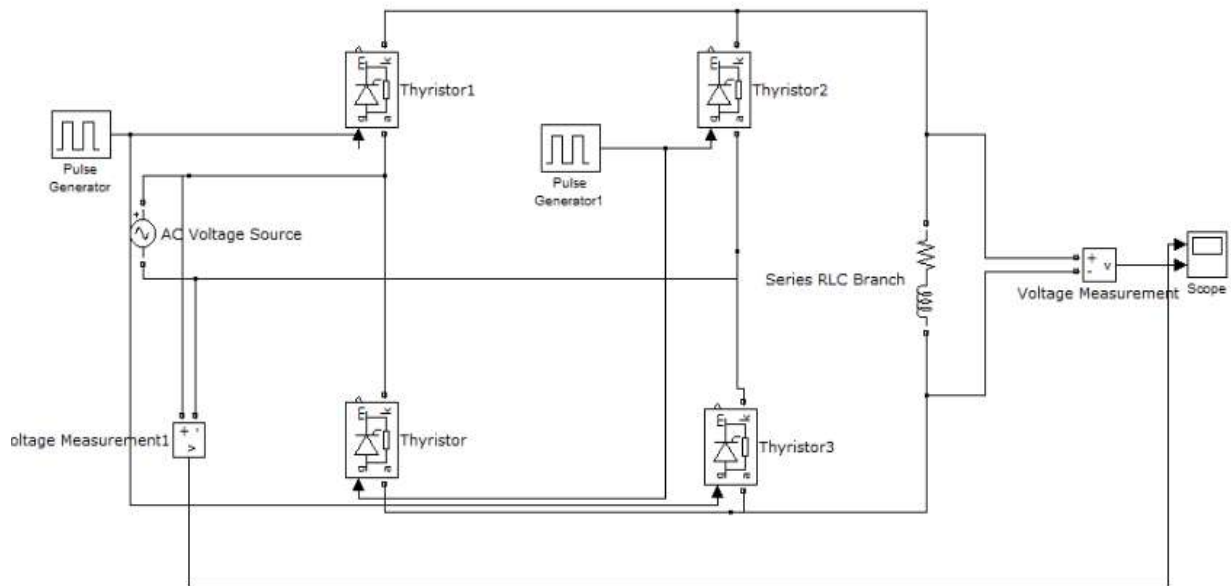 m
k
Thyristor1
g
a
m
k
Thyristor2
g
a
Pulse
Generator
Pulse
Generator1
+
AC Voltage Source
Series RLC Branch
+
-
v
Voltage Measurement
Scope
oltage Measurement1
+
-
v
m
k
Thyristor
g
a
m
k
Thyristor3
g
a